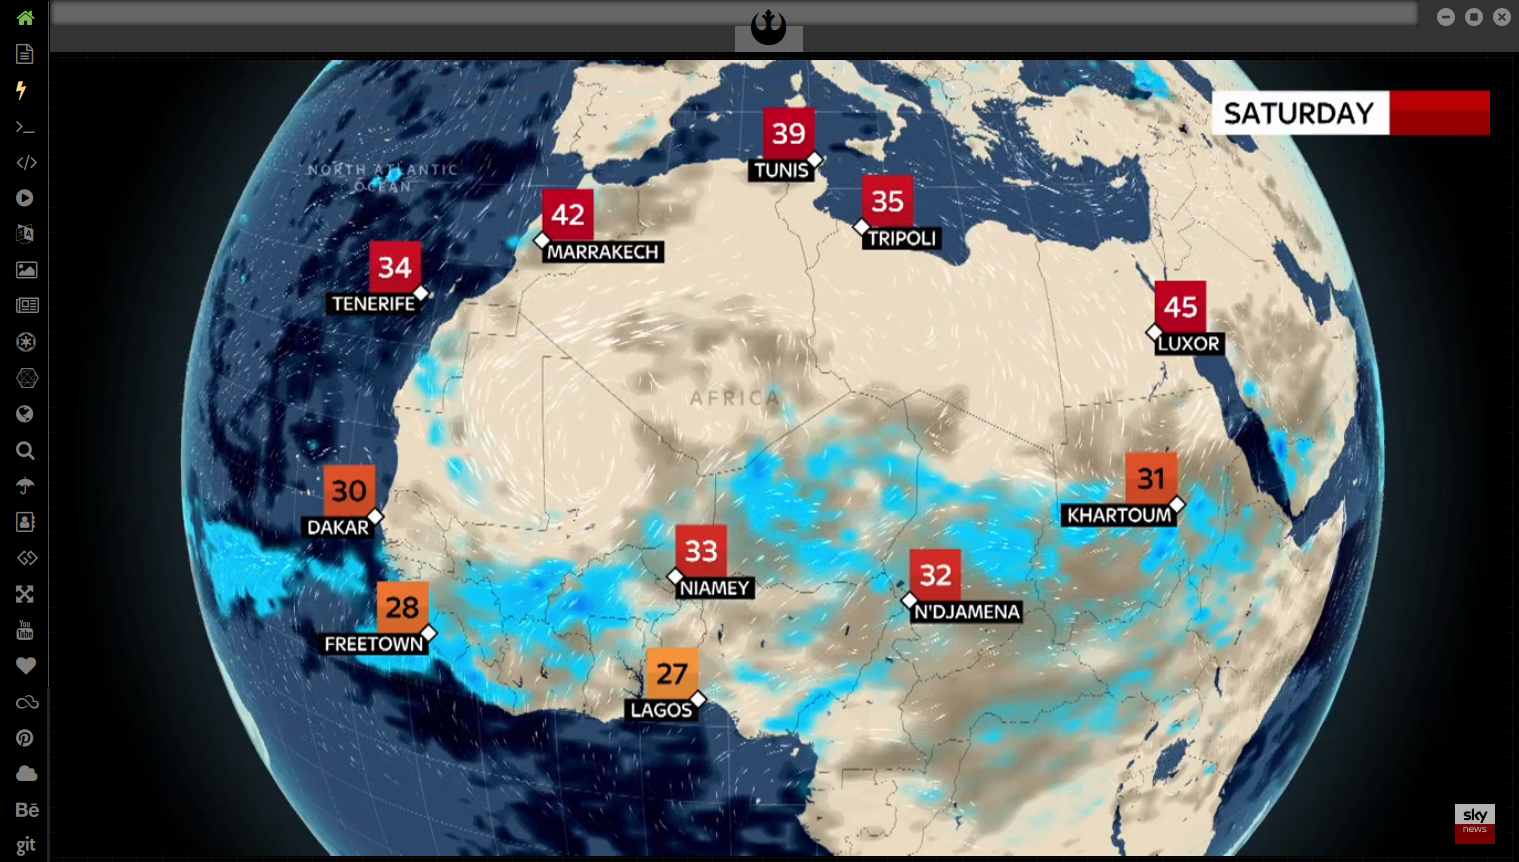 SATURDAY
39
TUNIS
NORTH ATLANTIC
OCEAN
42
MARRAKECH
35
TRIPOLI
34
TENERIFE
45
LUXOR
AFRICA
30
DAKAR
31
KHARTOUM
33
NIAMEY
32
N'DJAMENA
28
FREETOWN
27
LAGOS
You
Tube
Bē
sky
news
git